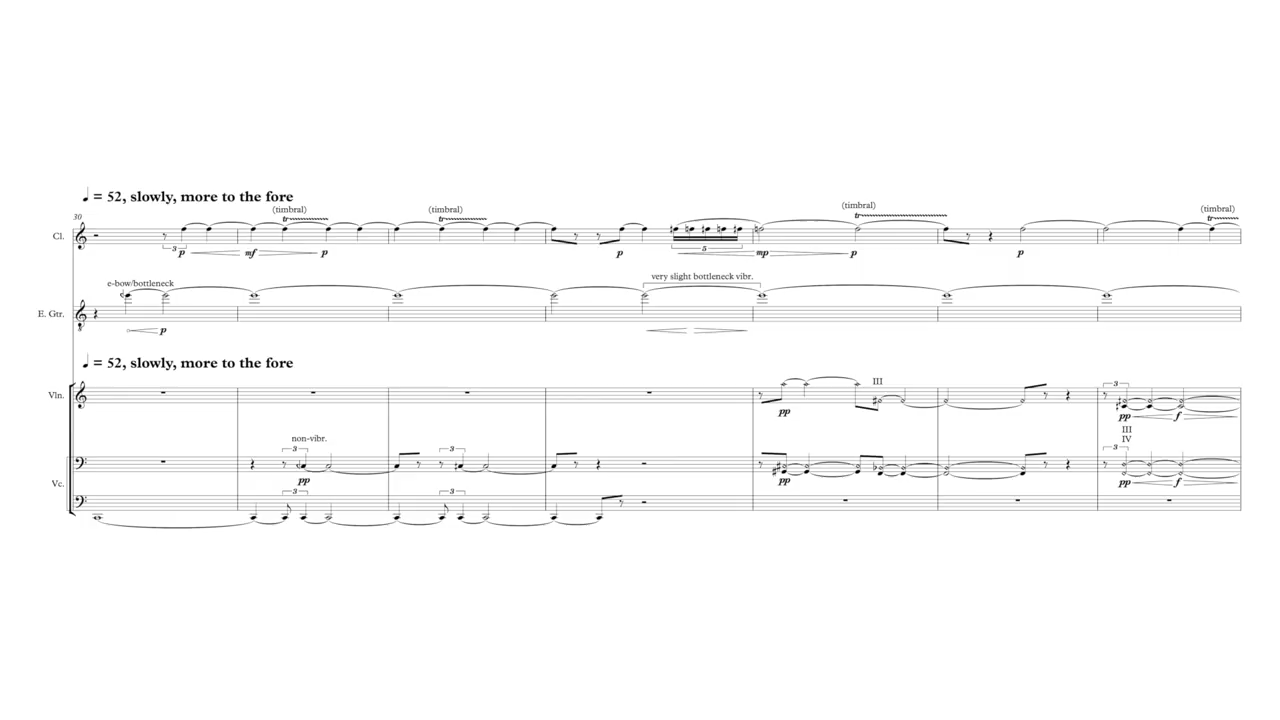 ♩ = 52, slowly, more to the fore
30
(timbral) (timbral) (timbral) (timbral)
tr tr tr tr
Cl.
3 5
p mf p p mp p p
e-bow/bottleneck very slight bottleneck vibr.
E. Gtr.
8
p
♩ = 52, slowly, more to the fore
III 3
Vln.
pp pp f
III
non-vibr. IV
3 3 3
pp pp pp f
Vc.
3 3